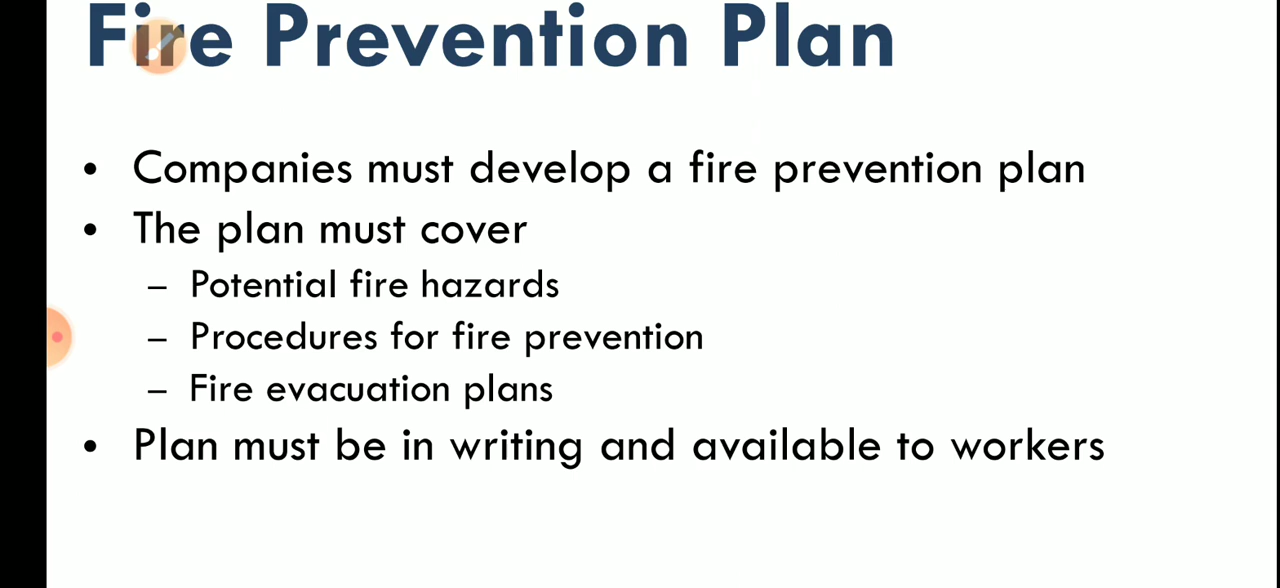 Fire Prevention Plan
• Companies must develop a fire prevention plan
• The plan must cover
– Potential fire hazards
– Procedures for fire prevention
– Fire evacuation plans
• Plan must be in writing and available to workers